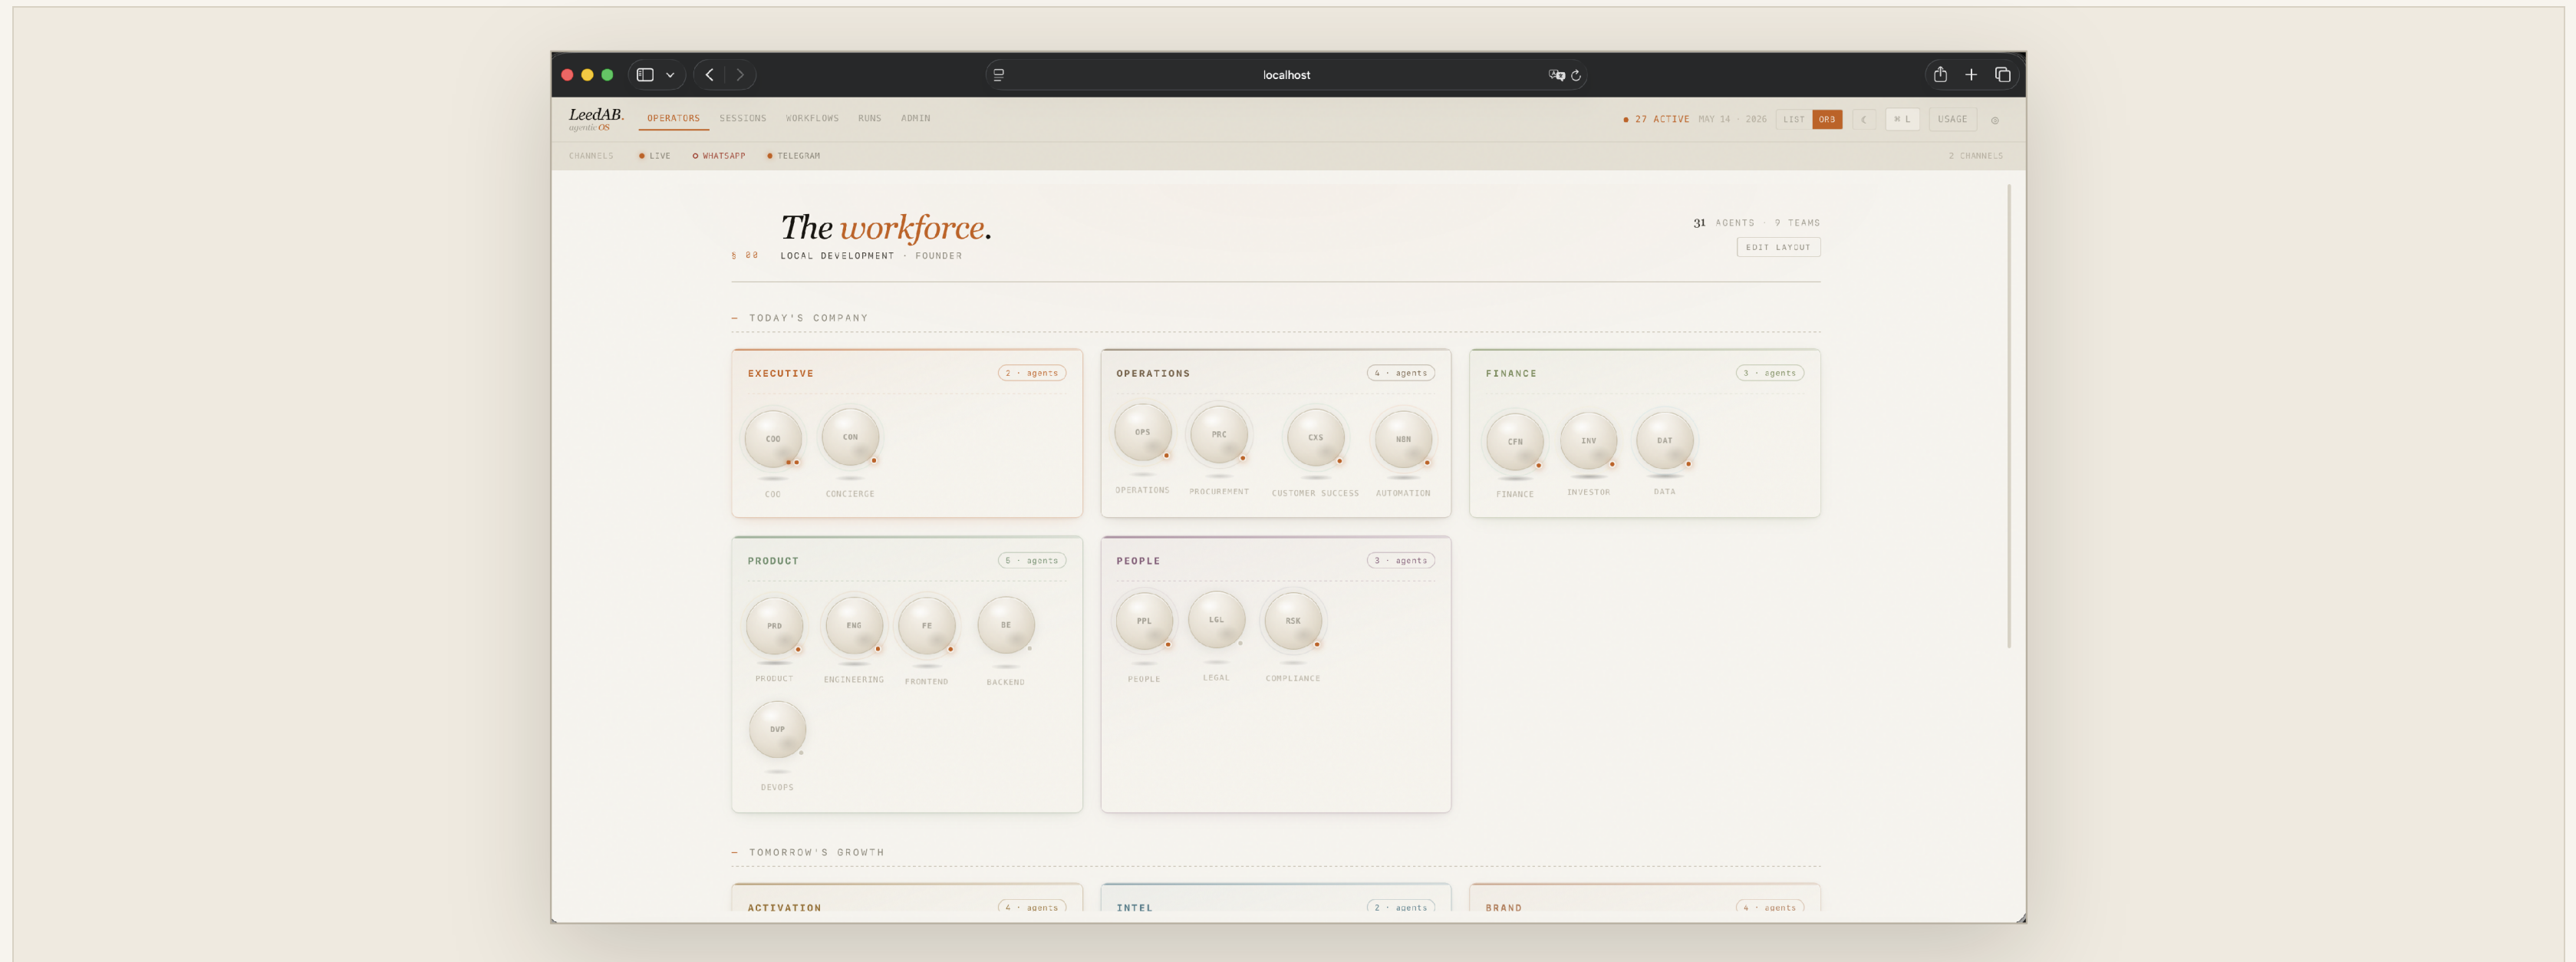 localhost
LeedAB.
agentic OS
OPERATORS SESSIONS WORKFLOWS RUNS ADMIN
27 ACTIVE MAY 14 · 2026 LIST ORB ☾ ⌘ L USAGE
CHANNELS LIVE WHATSAPP TELEGRAM 2 CHANNELS
The workforce.
31 AGENTS · 9 TEAMS
EDIT LAYOUT
§ 00 LOCAL DEVELOPMENT · FOUNDER
— TODAY'S COMPANY
EXECUTIVE 2 · agents
COO CON
COO CONCIERGE
OPERATIONS 4 · agents
OPS PRC CXS N8N
OPERATIONS PROCUREMENT CUSTOMER SUCCESS AUTOMATION
FINANCE 3 · agents
CFN INV DAT
FINANCE INVESTOR DATA
PRODUCT 5 · agents
PRD ENG FE BE
PRODUCT ENGINEERING FRONTEND BACKEND
DVP
DEVOPS
PEOPLE 3 · agents
PPL LGL RSK
PEOPLE LEGAL COMPLIANCE
— TOMORROW'S GROWTH
ACTIVATION 4 · agents
INTEL 2 · agents
BRAND 4 · agents